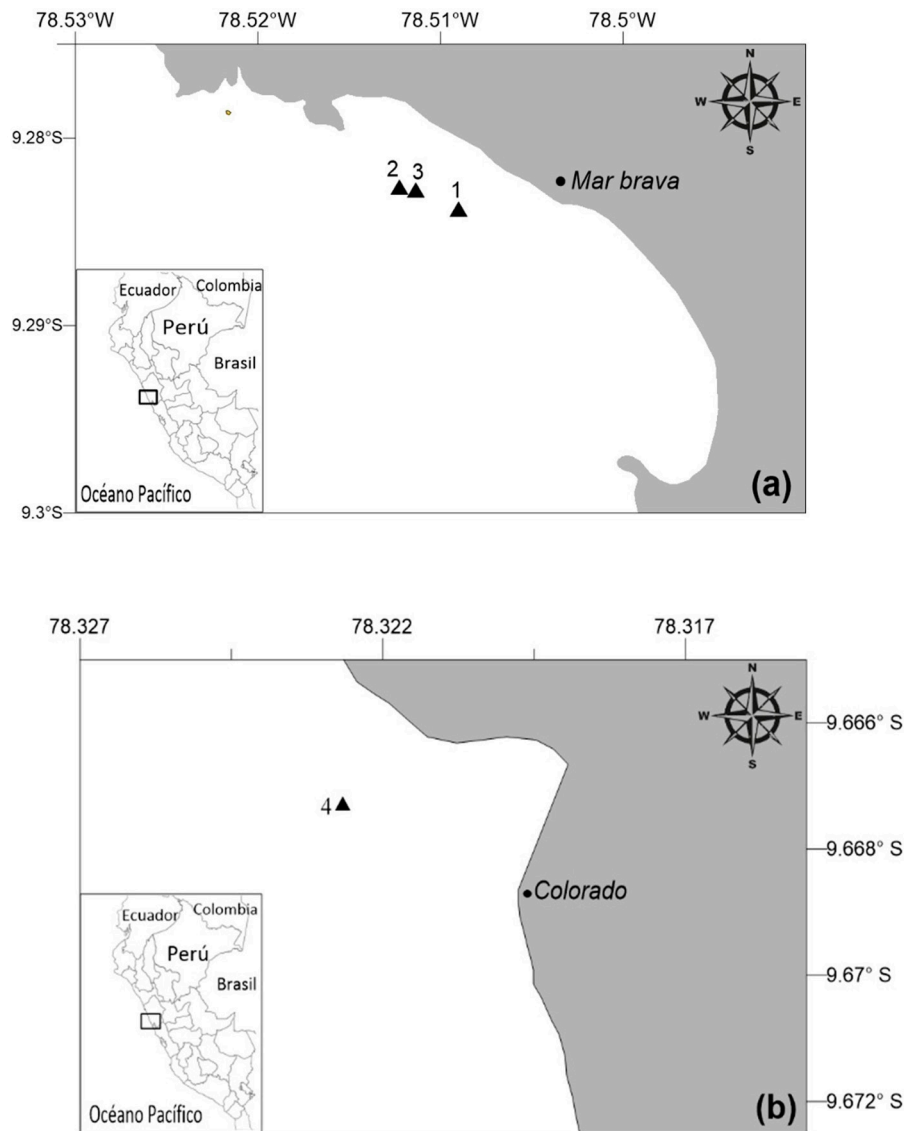 78.53°W 78.52°W 78.51°W 78.5°W
N
W E
S
9.28°S
2 3
1
Mar brava
Ecuador Colombia
Perú
Brasil
Océano Pacífico
9.29°S
9.3°S
(a)
78.327 78.322 78.317
N
W E
S
9.666° S
4
9.668° S
Colorado
Ecuador Colombia
Perú
Brasil
Océano Pacífico
9.67° S
9.672° S
(b)